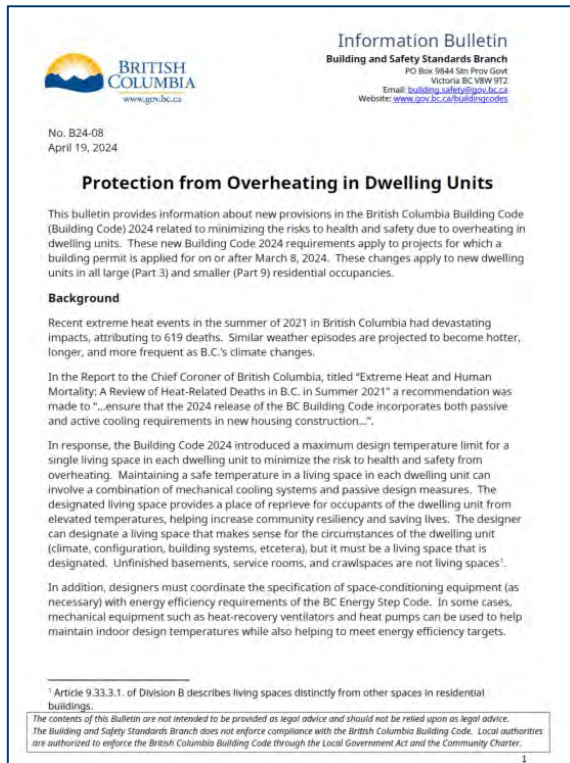 BRITISH
COLUMBIA
www.gov.bc.ca
Information Bulletin
Building and Safety Standards Branch
PO Box 9844 Stn Prov Govt
Victoria BC V8W 9T2
Email: building.safety@gov.bc.ca
Website: www.gov.bc.ca/buildingcodes
No. B24-08
April 19, 2024
Protection from Overheating in Dwelling Units
This bulletin provides information about new provisions in the British Columbia Building Code
(Building Code) 2024 related to minimizing the risks to health and safety due to overheating in
dwelling units. These new Building Code 2024 requirements apply to projects for which a
building permit is applied for on or after March 8, 2024. These changes apply to new dwelling
units in all large (Part 3) and smaller (Part 9) residential occupancies.
Background
Recent extreme heat events in the summer of 2021 in British Columbia had devastating
impacts, attributing to 619 deaths. Similar weather episodes are projected to become hotter,
longer, and more frequent as B.C.'s climate changes.
In the Report to the Chief Coroner of British Columbia, titled "Extreme Heat and Human
Mortality: A Review of Heat-Related Deaths in B.C. in Summer 2021" a recommendation was
made to "...ensure that the 2024 release of the BC Building Code incorporates both passive
and active cooling requirements in new housing construction...".
In response, the Building Code 2024 introduced a maximum design temperature limit for a
single living space in each dwelling unit to minimize the risk to health and safety from
overheating. Maintaining a safe temperature in a living space in each dwelling unit can
involve a combination of mechanical cooling systems and passive design measures. The
designated living space provides a place of reprieve for occupants of the dwelling unit from
elevated temperatures, helping increase community resiliency and saving lives. The designer
can designate a living space that makes sense for the circumstances of the dwelling unit
(climate, configuration, building systems, etcetera), but it must be a living space that is
designated. Unfinished basements, service rooms, and crawlspaces are not living spaces¹.
In addition, designers must coordinate the specification of space-conditioning equipment (as
necessary) with energy efficiency requirements of the BC Energy Step Code. In some cases,
mechanical equipment such as heat-recovery ventilators and heat pumps can be used to help
maintain indoor design temperatures while also helping to meet energy efficiency targets.
¹ Article 9.33.3.1. of Division B describes living spaces distinctly from other spaces in residential
buildings.
The contents of this Bulletin are not intended to be provided as legal advice and should not be relied upon as legal advice.
The Building and Safety Standards Branch does not enforce compliance with the British Columbia Building Code. Local authorities
are authorized to enforce the British Columbia Building Code through the Local Government Act and the Community Charter.
1